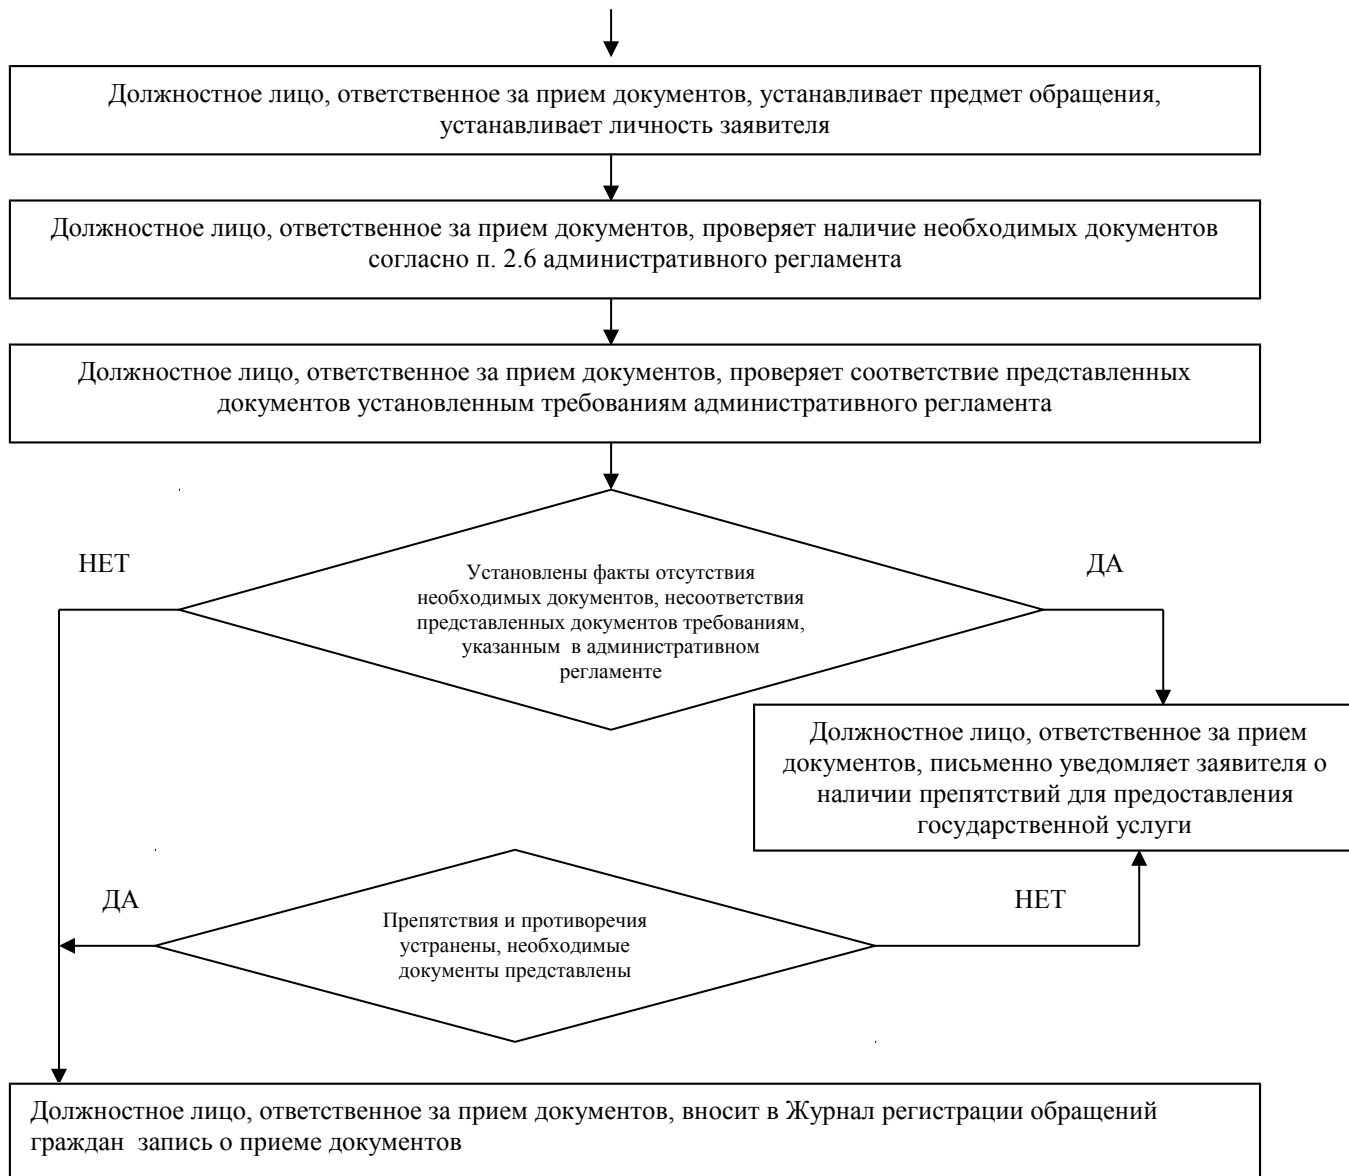 Должностное лицо, ответственное за прием документов, устанавливает предмет обращения,
устанавливает личность заявителя
Должностное лицо, ответственное за прием документов, проверяет наличие необходимых документов
согласно п. 2.6 административного регламента
Должностное лицо, ответственное за прием документов, проверяет соответствие представленных
документов установленным требованиям административного регламента
НЕТ
ДА
Установлены факты отсутствия
необходимых документов, несоответствия
представленных документов требованиям,
указанным  в административном
регламенте
Должностное лицо, ответственное за прием
документов, письменно уведомляет заявителя о
наличии препятствий для предоставления
государственной услуги
ДА
НЕТ
Препятствия и противоречия
устранены, необходимые
документы представлены
Должностное лицо, ответственное за прием документов, вносит в Журнал регистрации обращений
граждан  запись о приеме документов